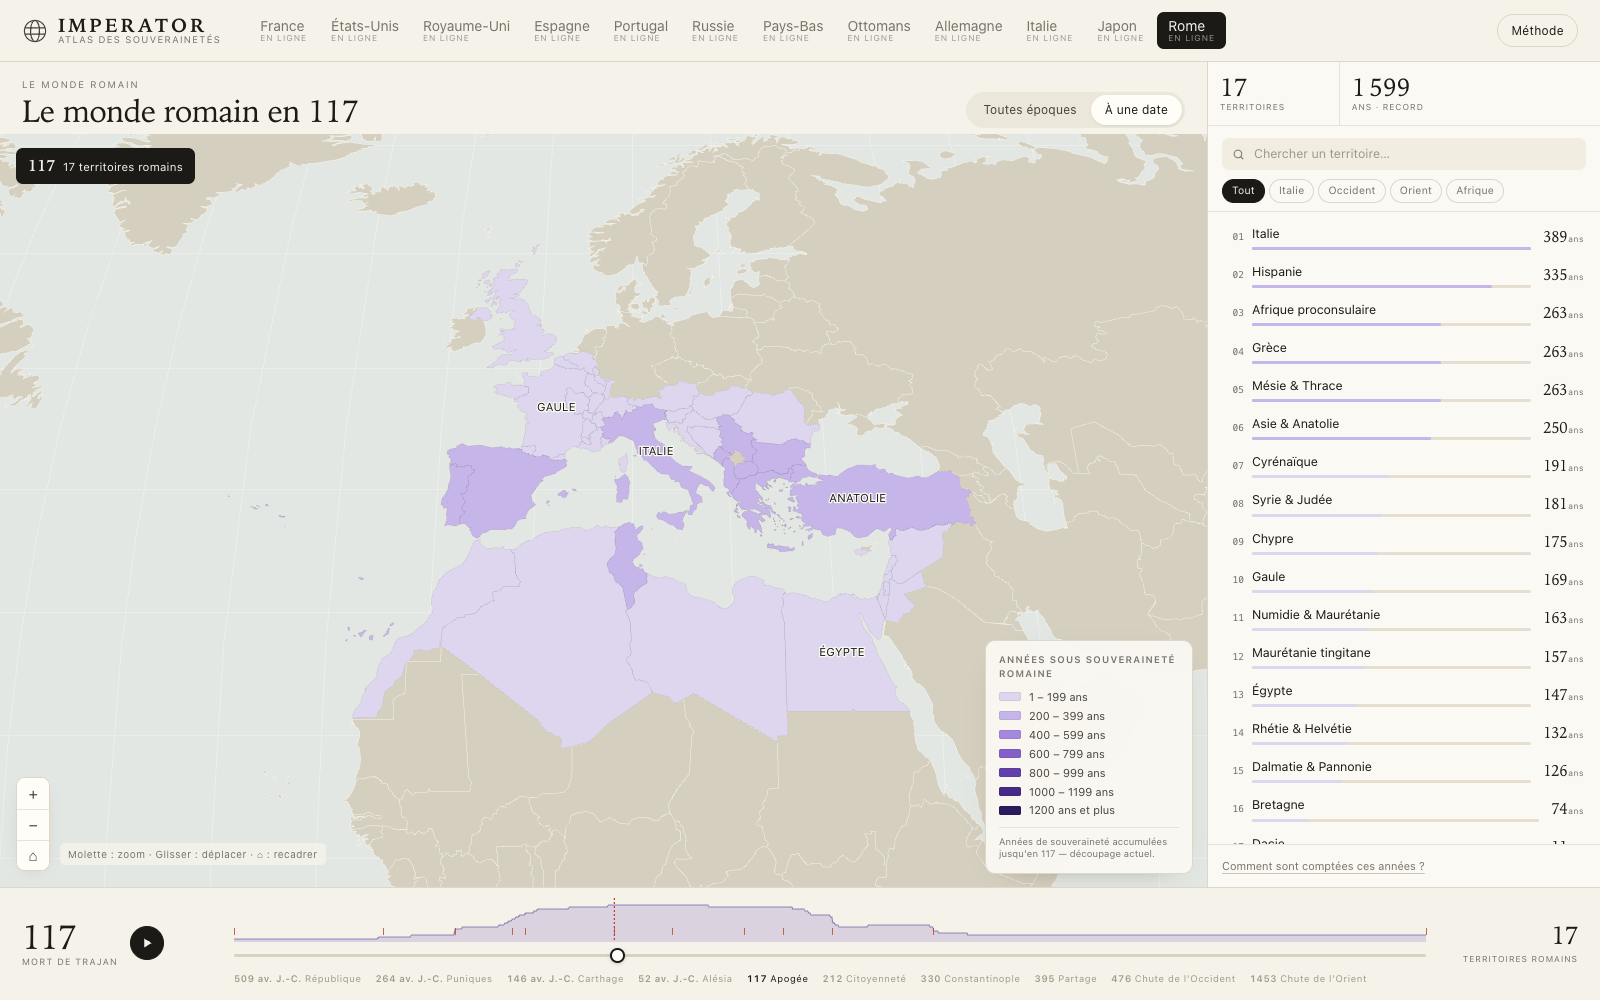 IMPERATOR
ATLAS DES SOUVERAINETÉS
France
EN LIGNE
États-Unis
EN LIGNE
Royaume-Uni
EN LIGNE
Espagne
EN LIGNE
Portugal
EN LIGNE
Russie
EN LIGNE
Pays-Bas
EN LIGNE
Ottomans
EN LIGNE
Allemagne
EN LIGNE
Italie
EN LIGNE
Japon
EN LIGNE
Rome
EN LIGNE
Méthode
LE MONDE ROMAIN
Le monde romain en 117
Toutes époques
À une date
117 17 territoires romains
GAULE
ITALIE
ANATOLIE
ÉGYPTE
ANNÉES SOUS SOUVERAINETÉ
ROMAINE
1 – 199 ans
200 – 399 ans
400 – 599 ans
600 – 799 ans
800 – 999 ans
1000 – 1199 ans
1200 ans et plus
Années de souveraineté accumulées
jusqu'en 117 — découpage actuel.
+
−
⌂
Molette : zoom · Glisser : déplacer · ⌂ : recadrer
17
TERRITOIRES
1 599
ANS · RECORD
Chercher un territoire…
Tout
Italie
Occident
Orient
Afrique
01 Italie 389 ans
02 Hispanie 335 ans
03 Afrique proconsulaire 263 ans
04 Grèce 263 ans
05 Mésie & Thrace 263 ans
06 Asie & Anatolie 250 ans
07 Cyrénaïque 191 ans
08 Syrie & Judée 181 ans
09 Chypre 175 ans
10 Gaule 169 ans
11 Numidie & Maurétanie 163 ans
12 Maurétanie tingitane 157 ans
13 Égypte 147 ans
14 Rhétie & Helvétie 132 ans
15 Dalmatie & Pannonie 126 ans
16 Bretagne 74 ans
Dacie
Comment sont comptées ces années ?
117
MORT DE TRAJAN
509 av. J.-C. République
264 av. J.-C. Puniques
146 av. J.-C. Carthage
52 av. J.-C. Alésia
117 Apogée
212 Citoyenneté
330 Constantinople
395 Partage
476 Chute de l'Occident
1453 Chute de l'Orient
17
TERRITOIRES ROMAINS